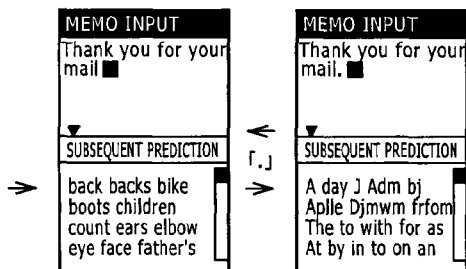 MEMO INPUT
Thank you for your
mail
SUBSEQUENT PREDICTION
back backs bike
boots children
count ears elbow
eye face father's
「.」
MEMO INPUT
Thank you for your
mail.
SUBSEQUENT PREDICTION
A day J Adm bj
Aplle Djmwm frfom
The to with for as
At by in to on an